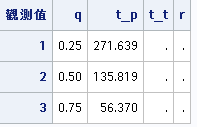 觀測值 q t_p t_t r
1 0.25 271.639 . .
2 0.50 135.819 . .
3 0.75 56.370 . .